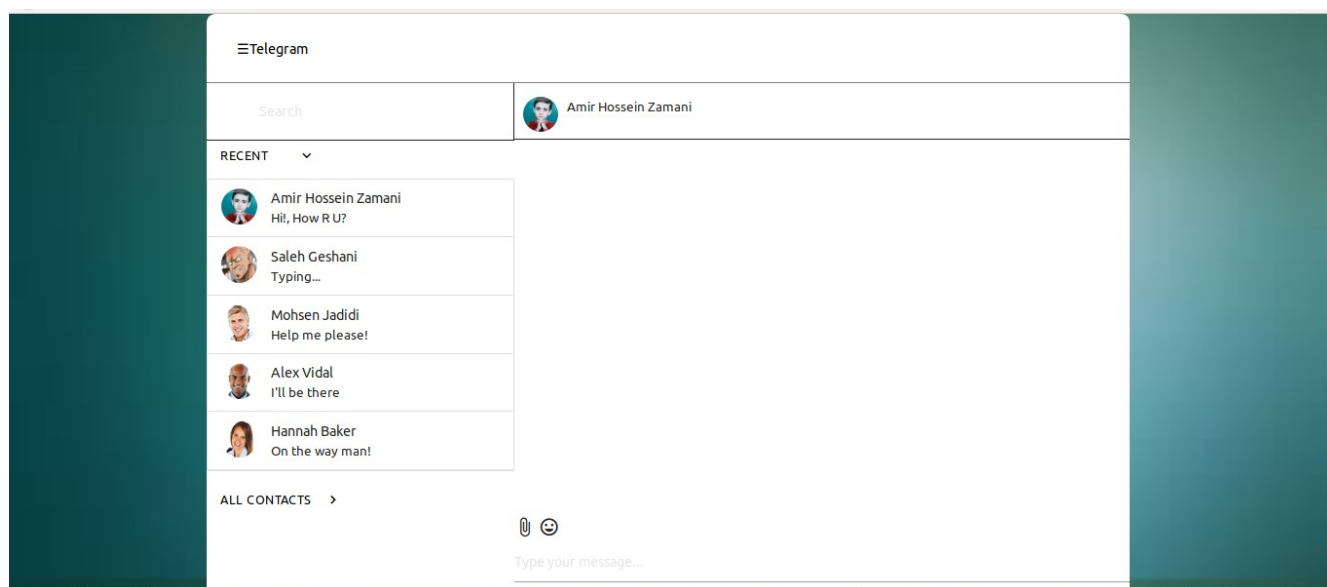 ☰Telegram
Search
Amir Hossein Zamani
RECENT
Amir Hossein Zamani
Hi!, How R U?
Saleh Geshani
Typing...
Mohsen Jadidi
Help me please!
Alex Vidal
I'll be there
Hannah Baker
On the way man!
ALL CONTACTS
Type your message...